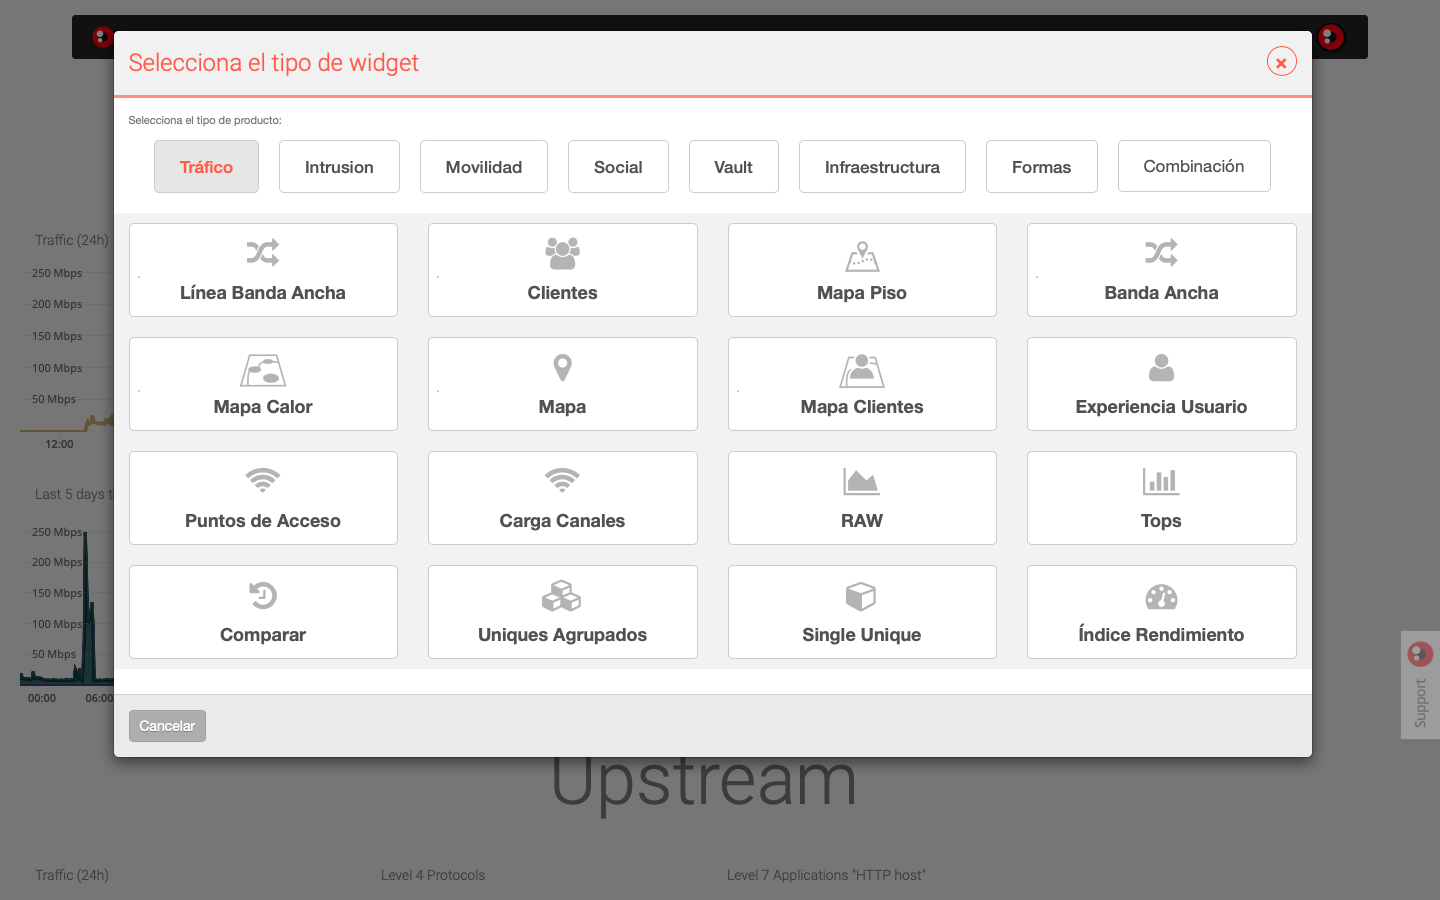 Selecciona el tipo de widget
Selecciona el tipo de producto:
Tráfico
Intrusion
Movilidad
Social
Vault
Infraestructura
Formas
Combinación
Línea Banda Ancha
Clientes
Mapa Piso
Banda Ancha
Mapa Calor
Mapa
Mapa Clientes
Experiencia Usuario
Puntos de Acceso
Carga Canales
RAW
Tops
Comparar
Uniques Agrupados
Single Unique
Índice Rendimiento
Cancelar
Traffic (24h)
250 Mbps
200 Mbps
150 Mbps
100 Mbps
50 Mbps
12:00
Last 5 days t
250 Mbps
200 Mbps
150 Mbps
100 Mbps
50 Mbps
00:00
06:00
Support
Upstream
Traffic (24h)
Level 4 Protocols
Level 7 Applications "HTTP host"